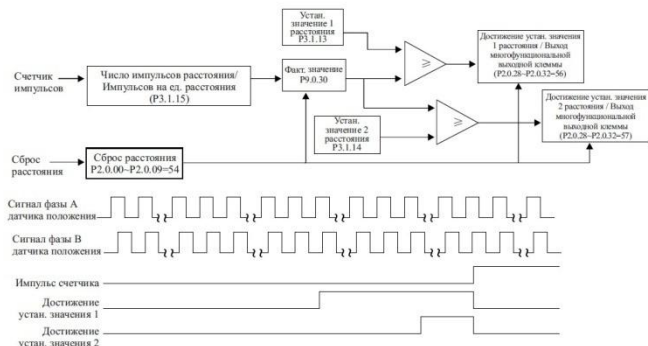 Устан.
значение 1
расстояния
P3.1.13
Достижение устан. значения
1 расстояния / Выход
многофункциональной
выходной клеммы
(P2.0.28~P2.0.32=56)
≥
Счетчик
импульсов
Число импульсов расстояния/
Импульсов на ед. расстояния
(P3.1.15)
Факт. значение
P9.0.30
Достижение устан. значения
2 расстояния / Выход
многофункциональной
выходной клеммы
(P2.0.28~P2.0.32=57)
≥
Устан.
значение 2
расстояния
P3.1.14
Сброс
расстояния
Сброс расстояния
P2.0.00~P2.0.09=54
Сигнал фазы A
датчика положения
Сигнал фазы B
датчика положения
Импульс счетчика
Достижение
устан. значения 1
Достижение
устан. значения 2